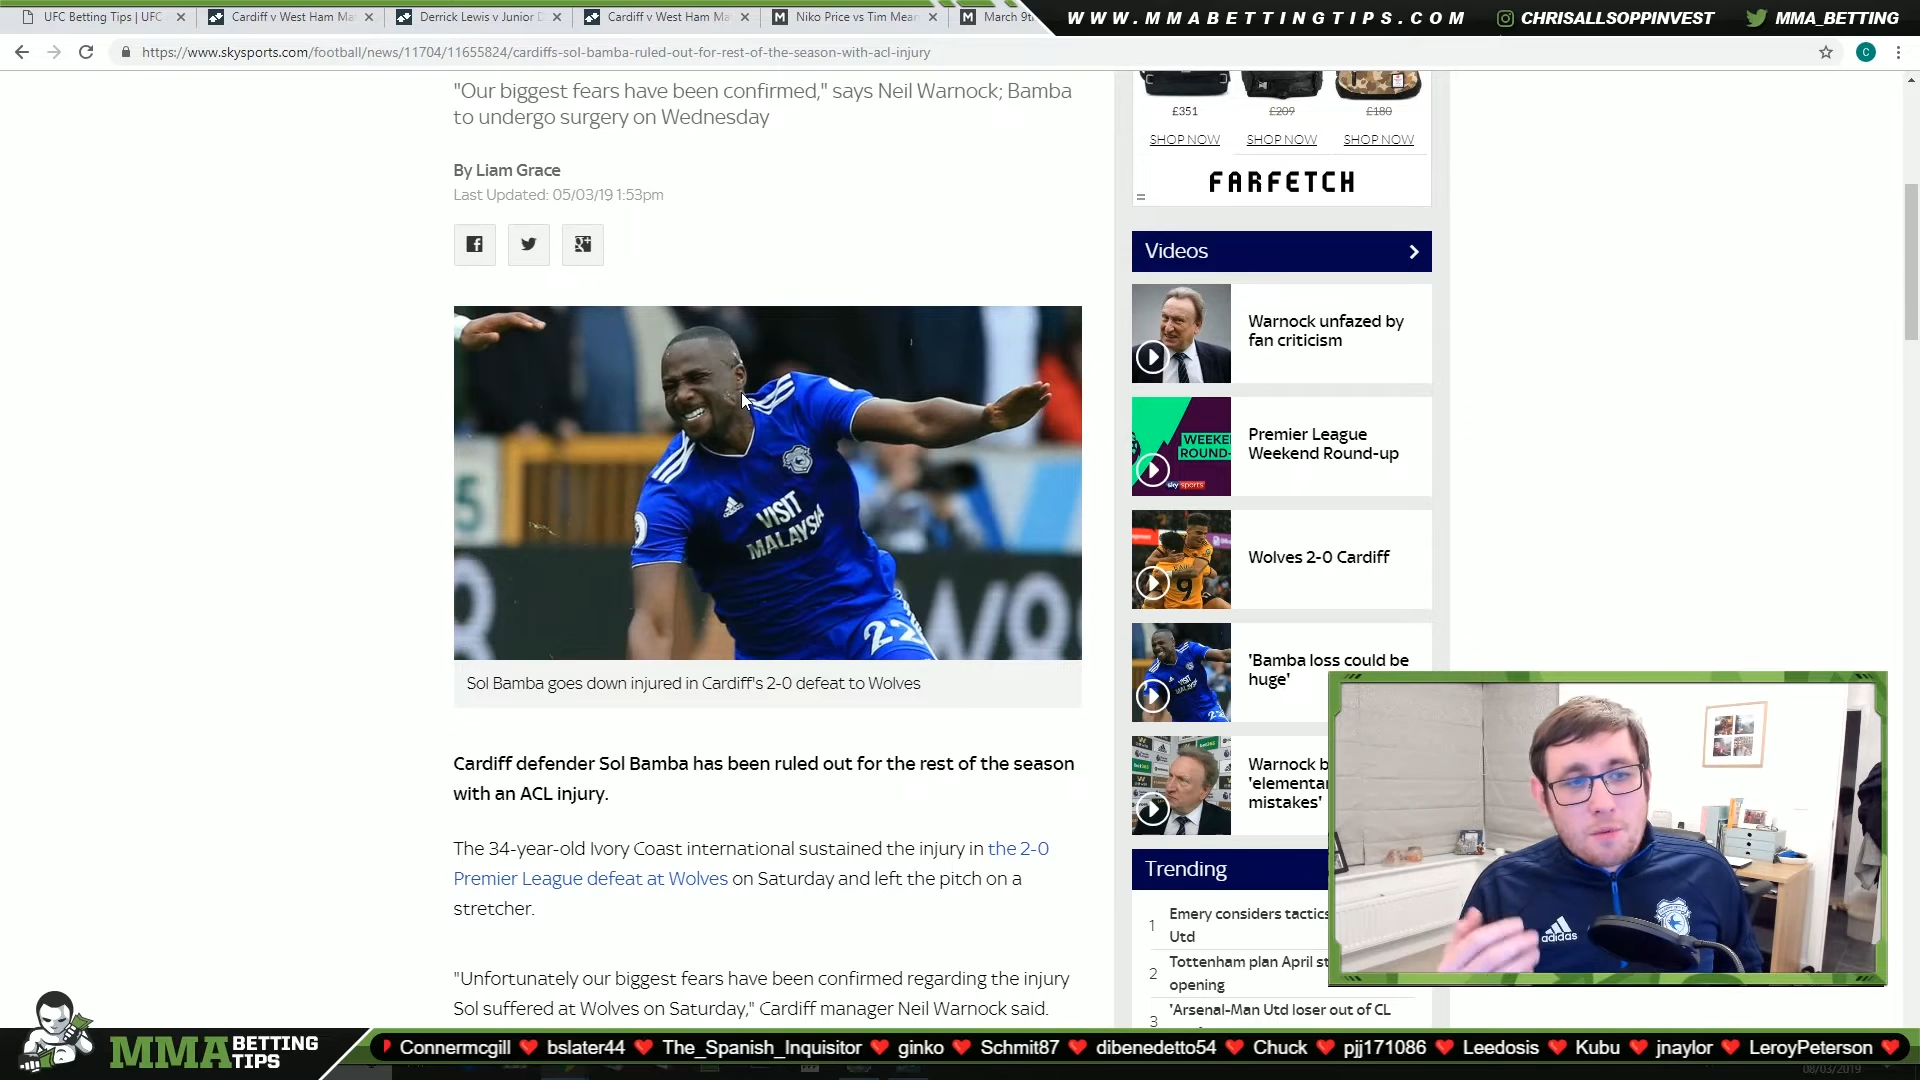 UFC Betting Tips | UFC
Cardiff v West Ham Ma
Derrick Lewis v Junior D
Cardiff v West Ham Ma
Niko Price vs Tim Mean
March 9t
WWW.MMABETTINGTIPS.COM
CHRISALLSOPPINVEST
MMA_BETTING
https://www.skysports.com/football/news/11704/11655824/cardiffs-sol-bamba-ruled-out-for-rest-of-the-season-with-acl-injury
C
"Our biggest fears have been confirmed," says Neil Warnock; Bamba
to undergo surgery on Wednesday
By Liam Grace
Last Updated: 05/03/19 1:53pm
VISIT
MALAYSIA
22
Sol Bamba goes down injured in Cardiff's 2-0 defeat to Wolves
Cardiff defender Sol Bamba has been ruled out for the rest of the season
with an ACL injury.
The 34-year-old Ivory Coast international sustained the injury in the 2-0
Premier League defeat at Wolves on Saturday and left the pitch on a
stretcher.
"Unfortunately our biggest fears have been confirmed regarding the injury
Sol suffered at Wolves on Saturday," Cardiff manager Neil Warnock said.
£351
£209
£180
SHOP NOW
SHOP NOW
SHOP NOW
FARFETCH
Videos
Warnock unfazed by
fan criticism
WEEKE
ROUND-
sky sports
Premier League
Weekend Round-up
9
Wolves 2-0 Cardiff
'Bamba loss could be
huge'
Warnock b
'elementa
mistakes'
Trending
1
Emery considers tactics
Utd
2
Tottenham plan April st
opening
3
'Arsenal-Man Utd loser out of CL
adidas
MMA BETTING
TIPS
Connermcgill
bslater44
The_Spanish_Inquisitor
ginko
Schmit87
dibenedetto54
Chuck
pjj171086
Leedosis
Kubu
jnaylor
LeroyPeterson
08/03/2019